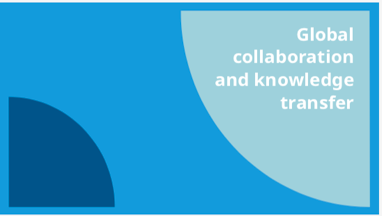 Global
collaboration
and knowledge
transfer